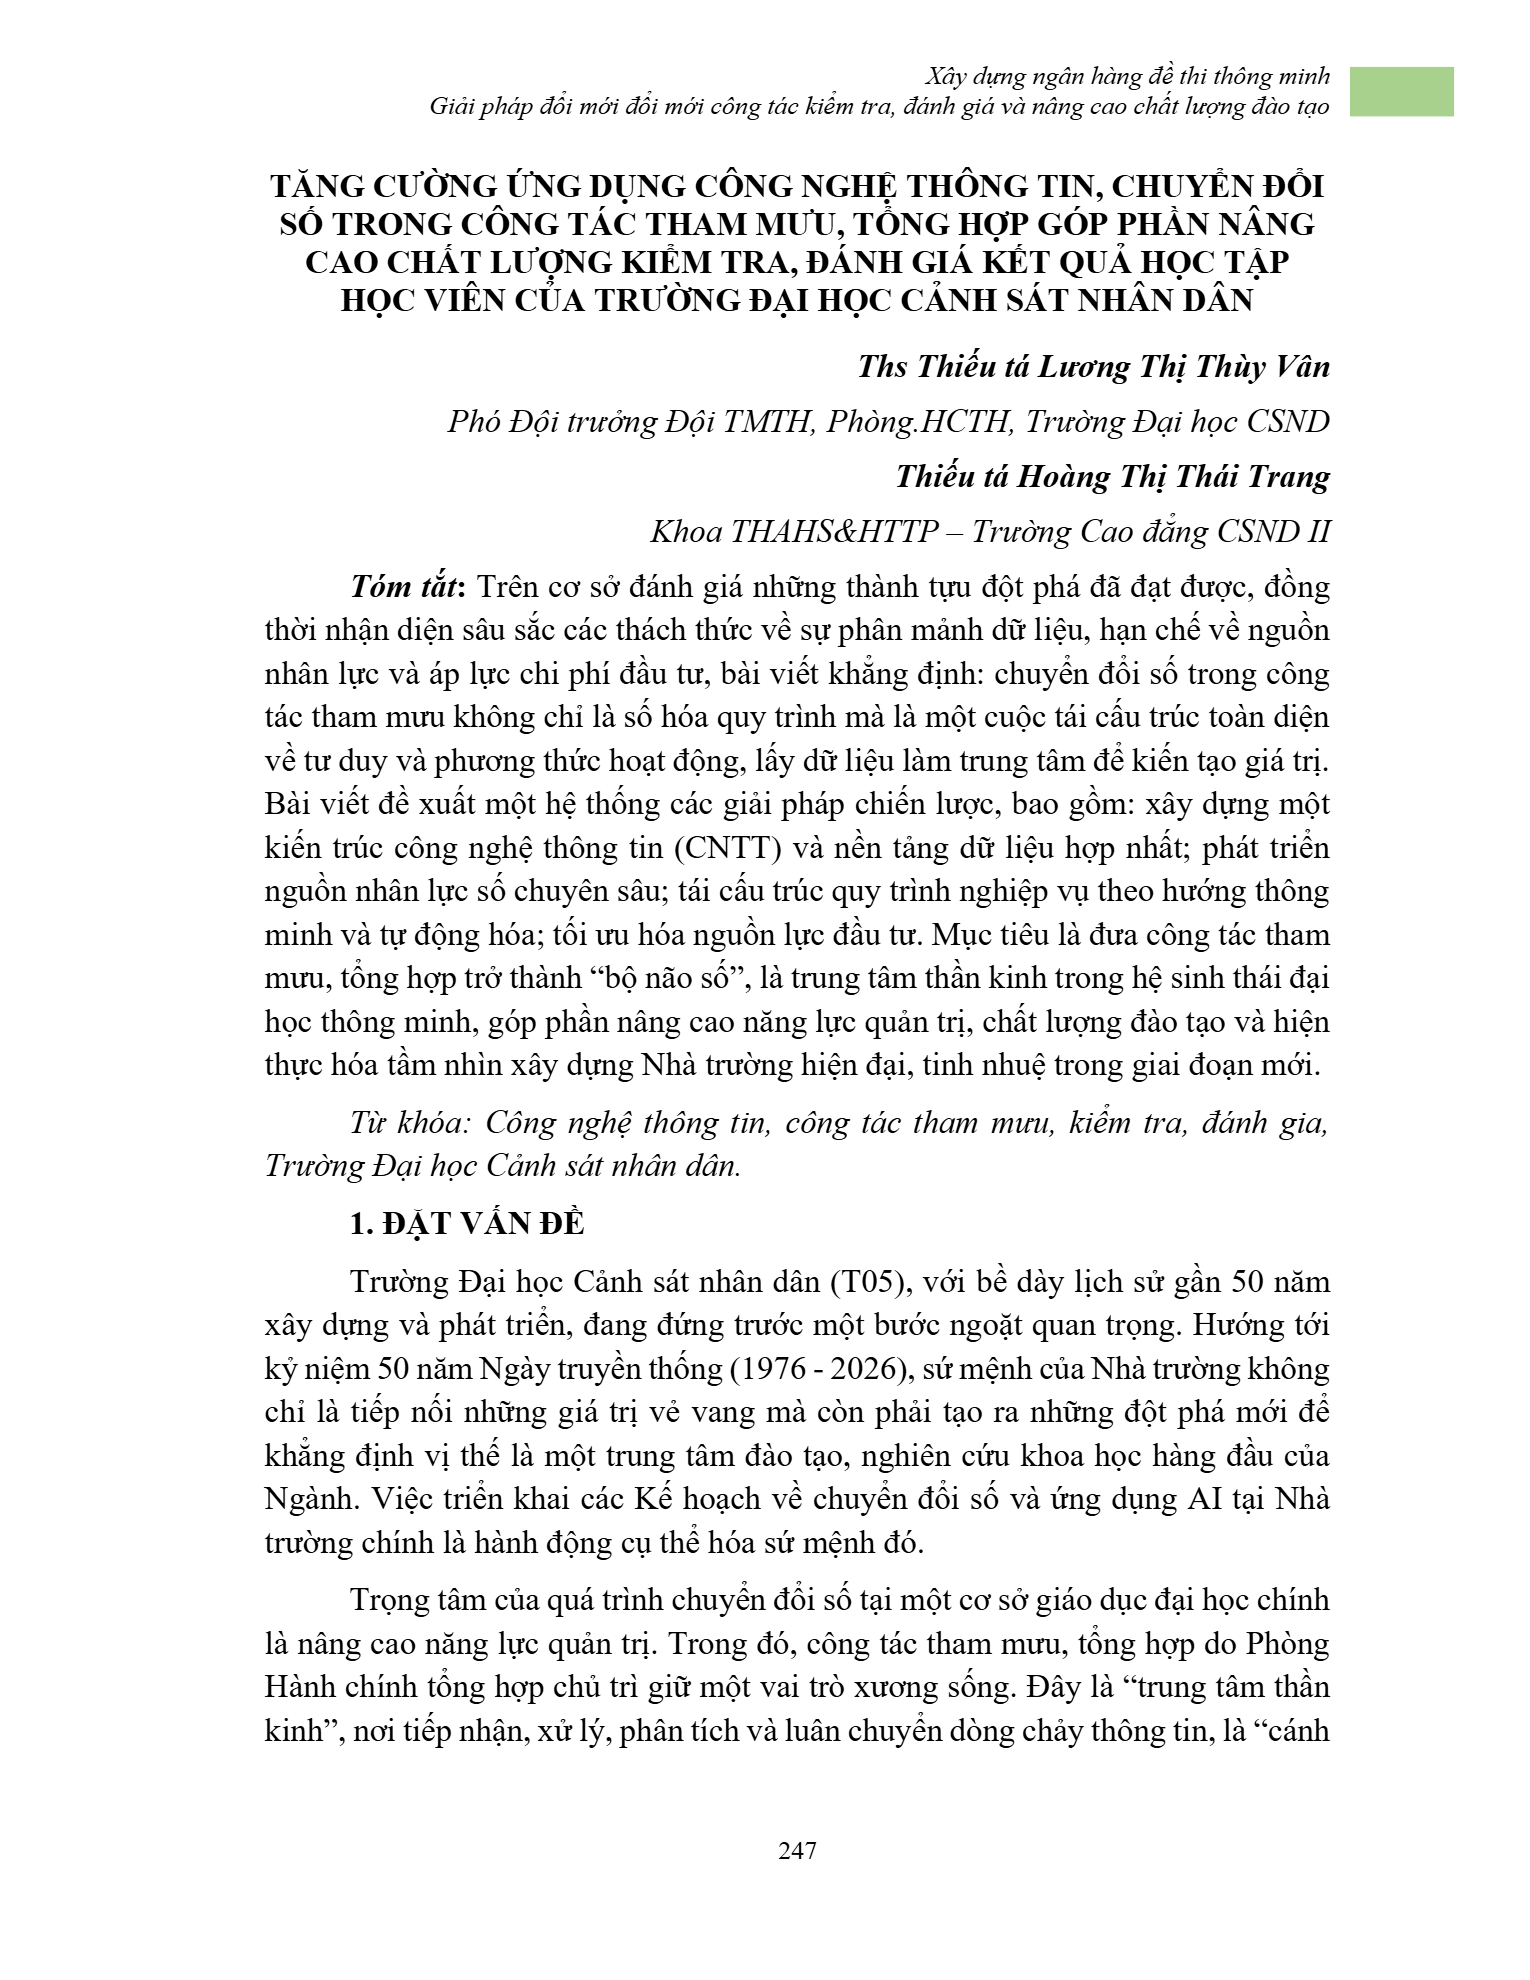 Xây dựng ngân hàng đề thi thông minh
Giải pháp đổi mới đổi mới công tác kiểm tra, đánh giá và nâng cao chất lượng đào tạo
TĂNG CƯỜNG ỨNG DỤNG CÔNG NGHỆ THÔNG TIN, CHUYỂN ĐỔI
SỐ TRONG CÔNG TÁC THAM MƯU, TỔNG HỢP GÓP PHẦN NÂNG
CAO CHẤT LƯỢNG KIỂM TRA, ĐÁNH GIÁ KẾT QUẢ HỌC TẬP
HỌC VIÊN CỦA TRƯỜNG ĐẠI HỌC CẢNH SÁT NHÂN DÂN
Ths Thiếu tá Lương Thị Thùy Vân
Phó Đội trưởng Đội TMTH, Phòng.HCTH, Trường Đại học CSND
Thiếu tá Hoàng Thị Thái Trang
Khoa THAHS&HTTP – Trường Cao đẳng CSND II
Tóm tắt: Trên cơ sở đánh giá những thành tựu đột phá đã đạt được, đồng
thời nhận diện sâu sắc các thách thức về sự phân mảnh dữ liệu, hạn chế về nguồn
nhân lực và áp lực chi phí đầu tư, bài viết khẳng định: chuyển đổi số trong công
tác tham mưu không chỉ là số hóa quy trình mà là một cuộc tái cấu trúc toàn diện
về tư duy và phương thức hoạt động, lấy dữ liệu làm trung tâm để kiến tạo giá trị.
Bài viết đề xuất một hệ thống các giải pháp chiến lược, bao gồm: xây dựng một
kiến trúc công nghệ thông tin (CNTT) và nền tảng dữ liệu hợp nhất; phát triển
nguồn nhân lực số chuyên sâu; tái cấu trúc quy trình nghiệp vụ theo hướng thông
minh và tự động hóa; tối ưu hóa nguồn lực đầu tư. Mục tiêu là đưa công tác tham
mưu, tổng hợp trở thành “bộ não số”, là trung tâm thần kinh trong hệ sinh thái đại
học thông minh, góp phần nâng cao năng lực quản trị, chất lượng đào tạo và hiện
thực hóa tầm nhìn xây dựng Nhà trường hiện đại, tinh nhuệ trong giai đoạn mới.
Từ khóa: Công nghệ thông tin, công tác tham mưu, kiểm tra, đánh gia,
Trường Đại học Cảnh sát nhân dân.
1. ĐẶT VẤN ĐỀ
Trường Đại học Cảnh sát nhân dân (T05), với bề dày lịch sử gần 50 năm
xây dựng và phát triển, đang đứng trước một bước ngoặt quan trọng. Hướng tới
kỷ niệm 50 năm Ngày truyền thống (1976 - 2026), sứ mệnh của Nhà trường không
chỉ là tiếp nối những giá trị vẻ vang mà còn phải tạo ra những đột phá mới để
khẳng định vị thế là một trung tâm đào tạo, nghiên cứu khoa học hàng đầu của
Ngành. Việc triển khai các Kế hoạch về chuyển đổi số và ứng dụng AI tại Nhà
trường chính là hành động cụ thể hóa sứ mệnh đó.
Trọng tâm của quá trình chuyển đổi số tại một cơ sở giáo dục đại học chính
là nâng cao năng lực quản trị. Trong đó, công tác tham mưu, tổng hợp do Phòng
Hành chính tổng hợp chủ trì giữ một vai trò xương sống. Đây là “trung tâm thần
kinh”, nơi tiếp nhận, xử lý, phân tích và luân chuyển dòng chảy thông tin, là “cánh
247